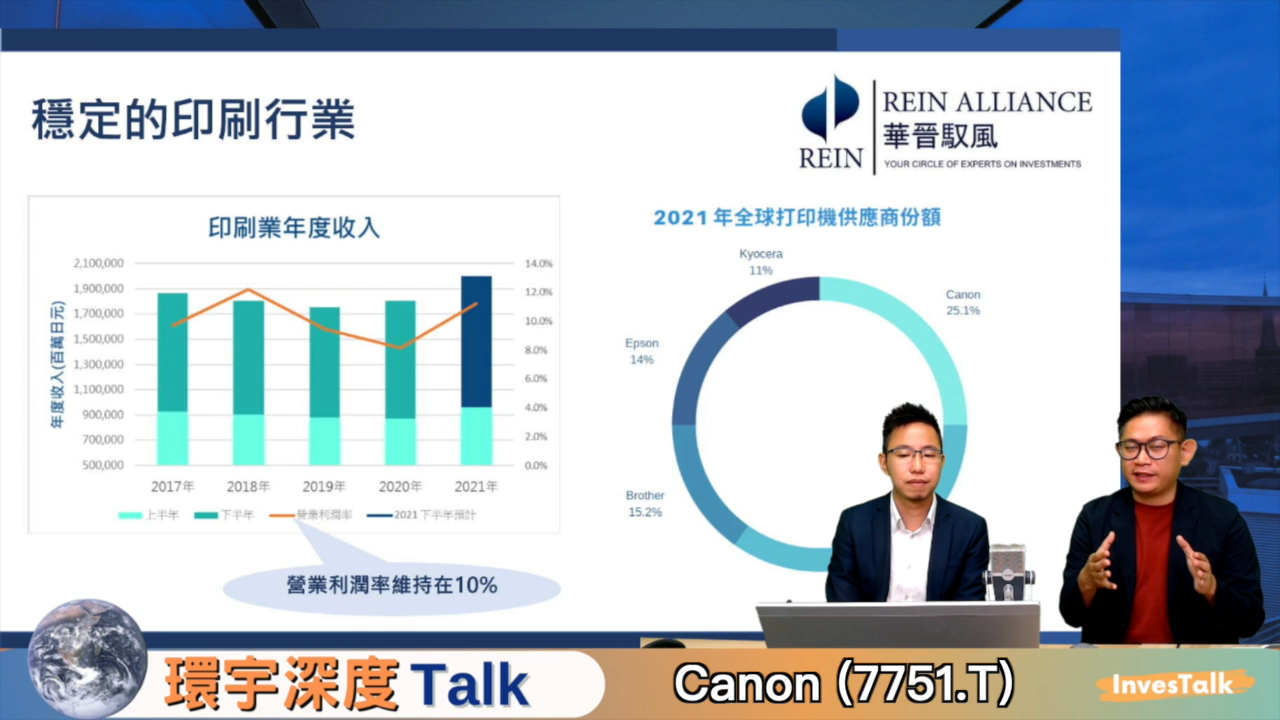 穩定的印刷行業
REIN
REIN ALLIANCE
華晉馭風
YOUR CIRCLE OF EXPERTS ON INVESTMENTS
印刷業年度收入
年度收入(百萬日元)
2,100,000
1,900,000
1,700,000
1,500,000
1,300,000
1,100,000
900,000
700,000
500,000
14.0%
12.0%
10.0%
8.0%
6.0%
4.0%
2.0%
0.0%
2017年 2018年 2019年 2020年 2021年
上半年 下半年 營業利潤率 2021下半年預計
營業利潤率維持在10%
2021年全球打印機供應商份額
Kyocera
11%
Canon
25.1%
Epson
14%
Brother
15.2%
環宇深度 Talk
Canon (7751.T)
InvesTalk